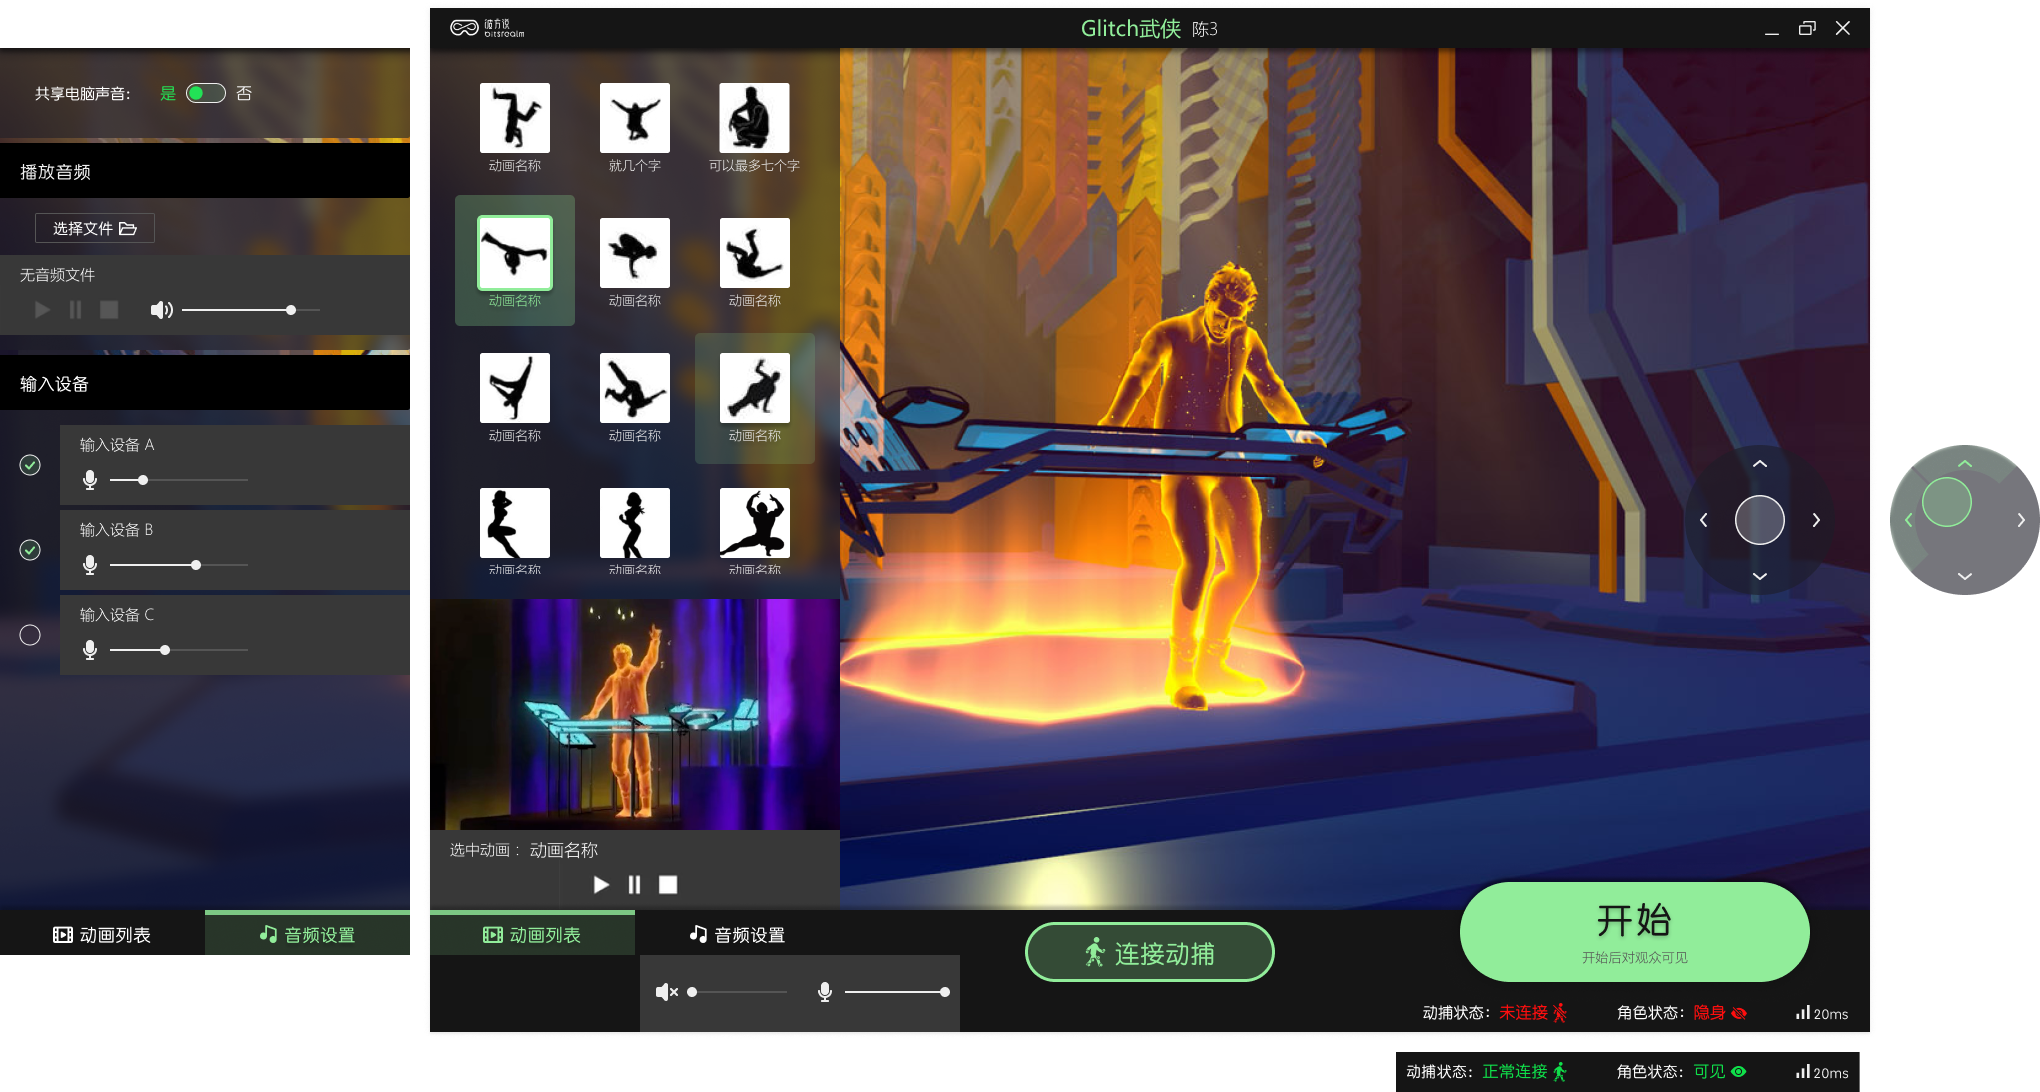 彼方说
bitsrealm
Glitch武侠 陈3
共享电脑声音： 是 否
播放音频
选择文件
无音频文件
输入设备
输入设备 A
输入设备 B
输入设备 C
动画列表 音频设置
动画名称 就几个字 可以最多七个字
动画名称 动画名称 动画名称
动画名称 动画名称 动画名称
动画名称 动画名称 动画名称
选中动画： 动画名称
动画列表 音频设置
连接动捕
开始
开始后对观众可见
动捕状态： 未连接 角色状态： 隐身 20ms
动捕状态： 正常连接 角色状态： 可见 20ms